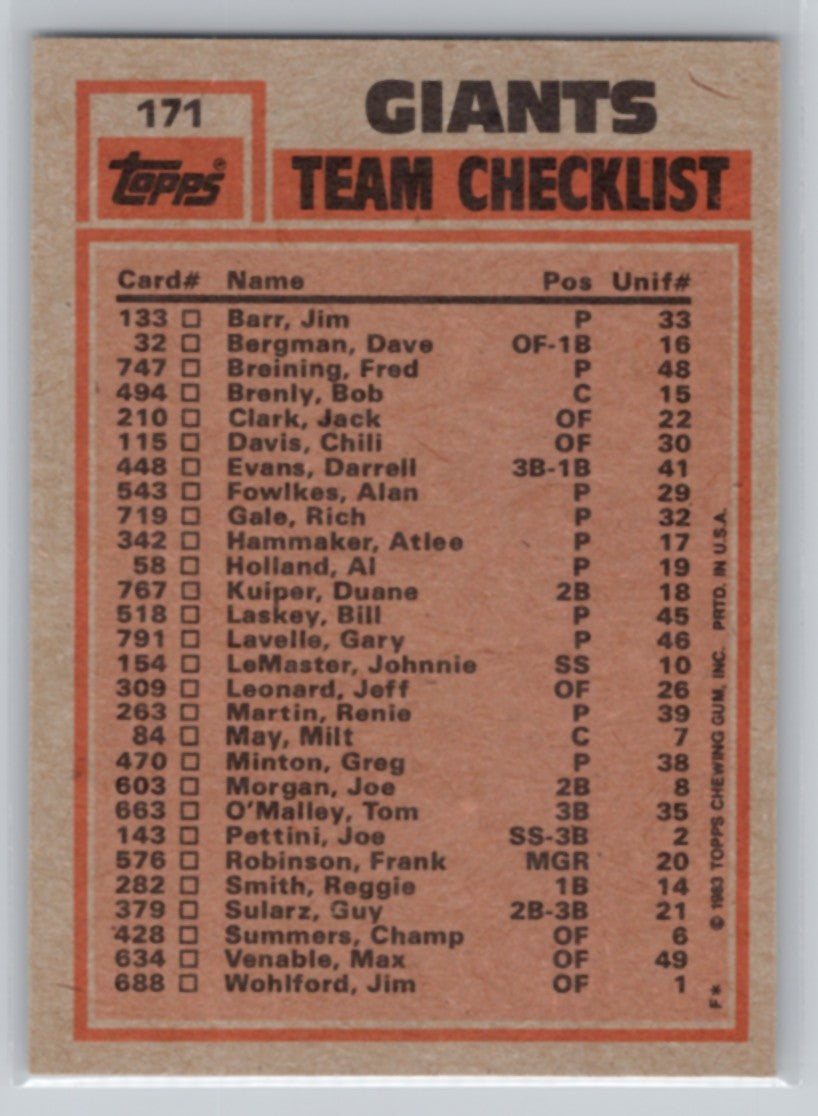 171
GIANTS
Topps®
TEAM CHECKLIST
Card# Name Pos Unif#
133 □ Barr, Jim P 33
32 □ Bergman, Dave OF-1B 16
747 □ Breining, Fred P 48
494 □ Brenly, Bob C 15
210 □ Clark, Jack OF 22
115 □ Davis, Chili OF 30
448 □ Evans, Darrell 3B-1B 41
543 □ Fowlkes, Alan P 29
719 □ Gale, Rich P 32
342 □ Hammaker, Atlee P 17
58 □ Holland, Al P 19
767 □ Kuiper, Duane 2B 18
518 □ Laskey, Bill P 45
791 □ Lavelle, Gary P 46
154 □ LeMaster, Johnnie SS 10
309 □ Leonard, Jeff OF 26
263 □ Martin, Renie P 39
84 □ May, Milt C 7
470 □ Minton, Greg P 38
603 □ Morgan, Joe 2B 8
663 □ O'Malley, Tom 3B 35
143 □ Pettini, Joe SS-3B 2
576 □ Robinson, Frank MGR 20
282 □ Smith, Reggie 1B 14
379 □ Sularz, Guy 2B-3B 21
428 □ Summers, Champ OF 6
634 □ Venable, Max OF 49
688 □ Wohlford, Jim OF 1
F* © 1983 TOPPS CHEWING GUM, INC. PRTD. IN U.S.A.